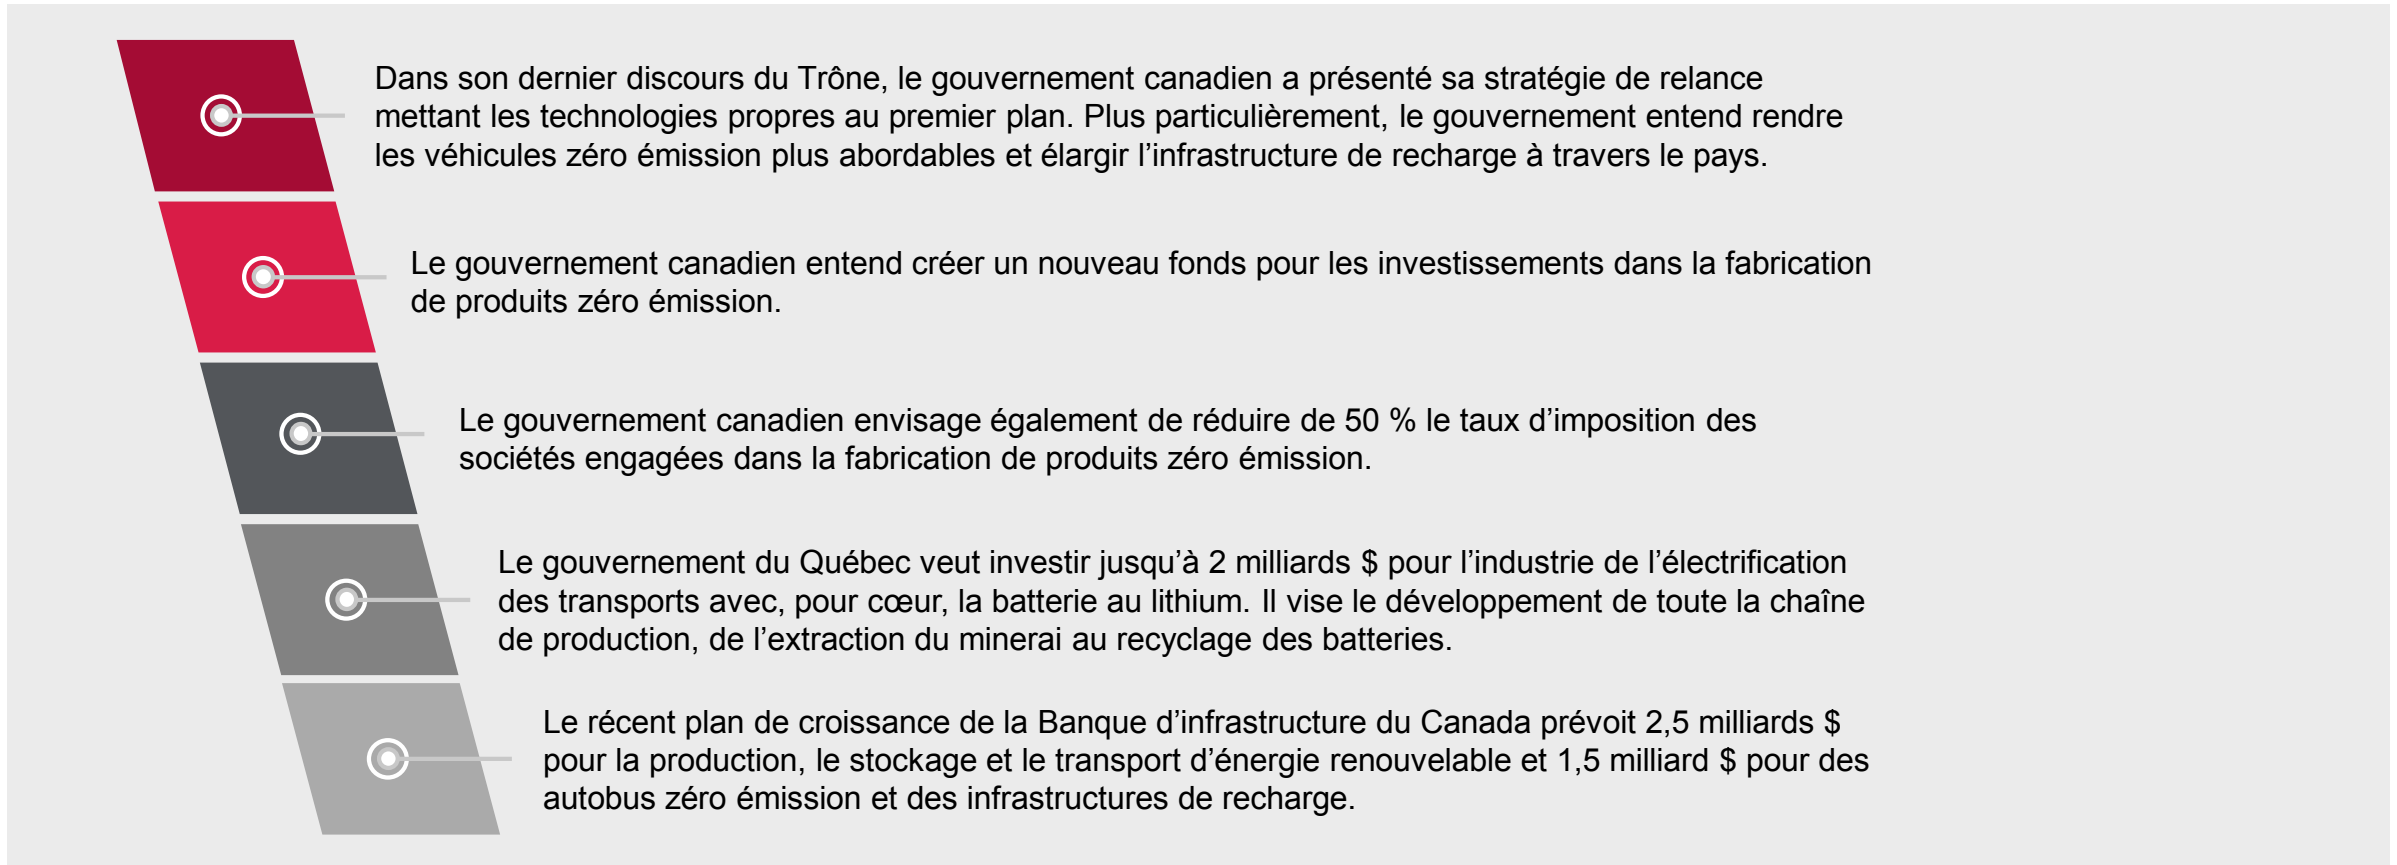 Dans son dernier discours du Trône, le gouvernement canadien a présenté sa stratégie de relance
mettant les technologies propres au premier plan. Plus particulièrement, le gouvernement entend rendre
les véhicules zéro émission plus abordables et élargir l’infrastructure de recharge à travers le pays.
Le gouvernement canadien entend créer un nouveau fonds pour les investissements dans la fabrication
de produits zéro émission.
Le gouvernement canadien envisage également de réduire de 50 % le taux d’imposition des
sociétés engagées dans la fabrication de produits zéro émission.
Le gouvernement du Québec veut investir jusqu’à 2 milliards $ pour l’industrie de l’électrification
des transports avec, pour cœur, la batterie au lithium. Il vise le développement de toute la chaîne
de production, de l’extraction du minerai au recyclage des batteries.
Le récent plan de croissance de la Banque d’infrastructure du Canada prévoit 2,5 milliards $
pour la production, le stockage et le transport d’énergie renouvelable et 1,5 milliard $ pour des
autobus zéro émission et des infrastructures de recharge.